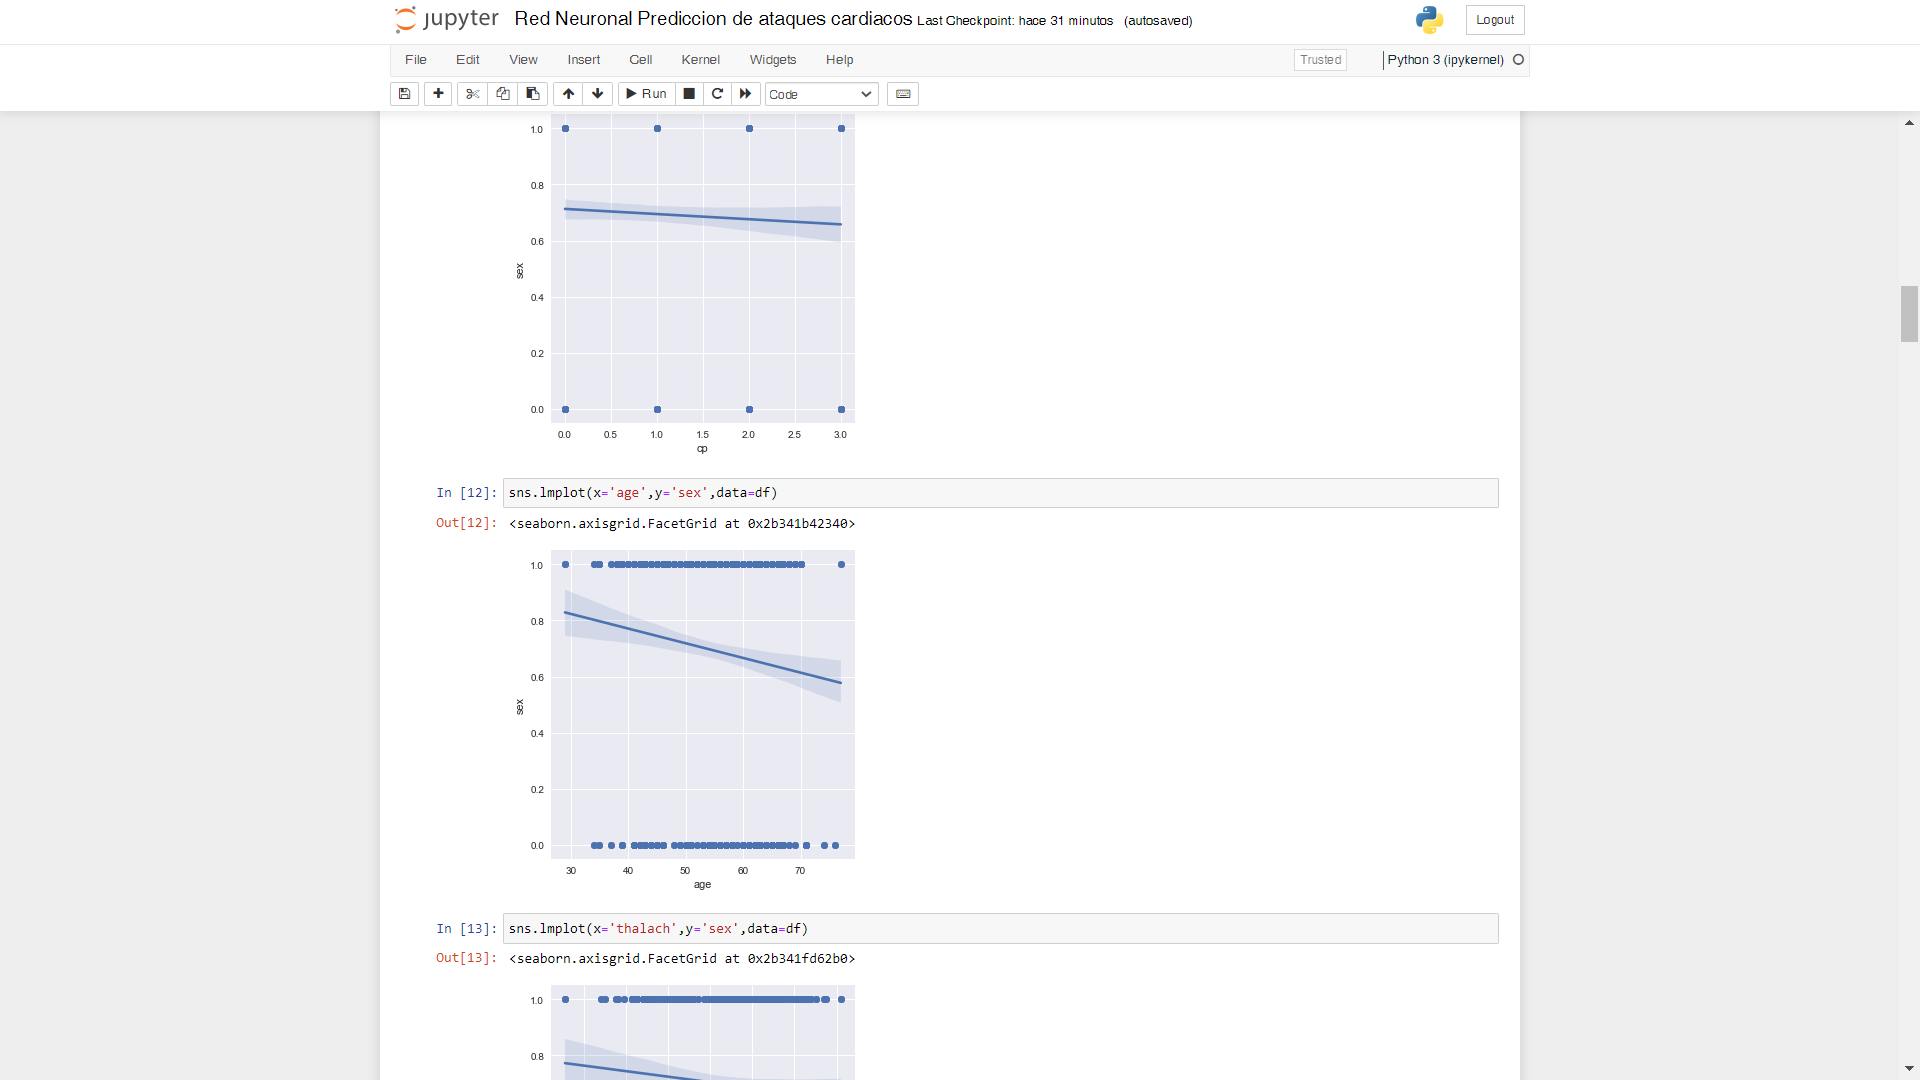 jupyter Red Neuronal Prediccion de ataques cardiacos Last Checkpoint: hace 31 minutos (autosaved)
Logout
File Edit View Insert Cell Kernel Widgets Help
Trusted
Python 3 (ipykernel)
Run
Code
1.0
0.8
0.6
sex
0.4
0.2
0.0
0.0 0.5 1.0 1.5 2.0 2.5 3.0
cp
In [12]: sns.lmplot(x='age',y='sex',data=df)
Out[12]: <seaborn.axisgrid.FacetGrid at 0x2b341b42340>
1.0
0.8
0.6
sex
0.4
0.2
0.0
30 40 50 60 70
age
In [13]: sns.lmplot(x='thalach',y='sex',data=df)
Out[13]: <seaborn.axisgrid.FacetGrid at 0x2b341fd62b0>
1.0
0.8